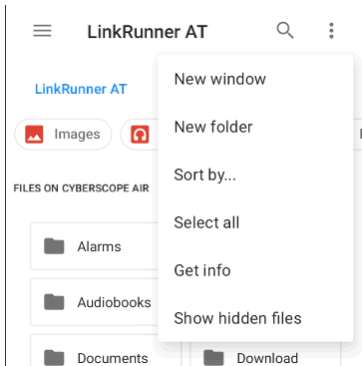 LinkRunner AT
LinkRunner AT
New window
Images
New folder
Sort by...
FILES ON CYBERSCOPE AIR
Select all
Alarms
Get info
Audiobooks
Show hidden files
Documents
Download